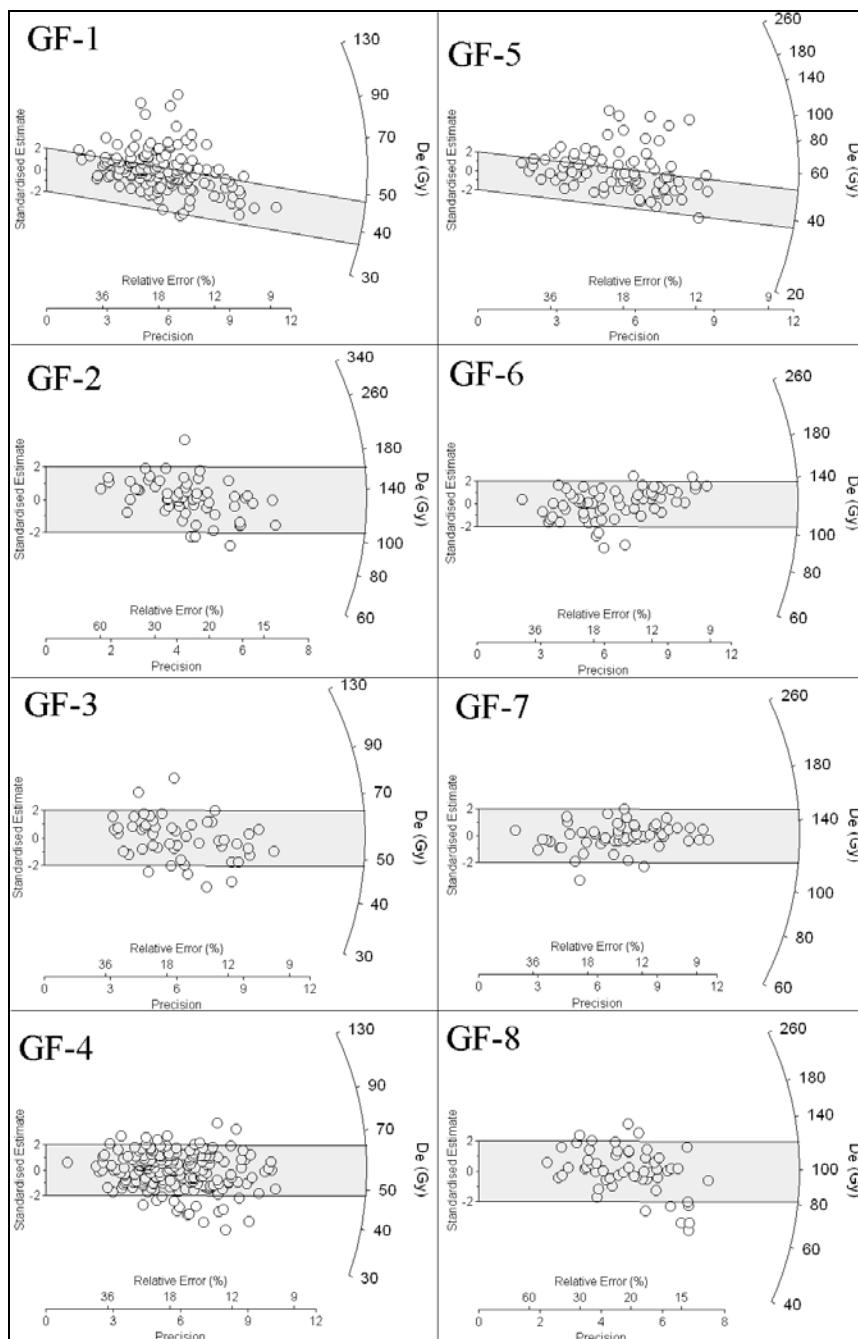 GF-1
130
90
70
50
40
30
De (Gy)
Standardised Estimate
2
0
-2
Relative Error (%)
36 18 12 9
0 3 6 9 12
Precision
GF-5
260
180
140
100
80
60
40
20
De (Gy)
Standardised Estimate
2
0
-2
Relative Error (%)
36 18 12 9
0 3 6 9 12
Precision
GF-2
340
260
180
140
100
80
60
De (Gy)
Standardised Estimate
2
0
-2
Relative Error (%)
60 30 20 15
0 2 4 6 8
Precision
GF-6
260
180
140
100
80
60
De (Gy)
Standardised Estimate
2
0
-2
Relative Error (%)
36 18 12 9
0 3 6 9 12
Precision
GF-3
130
90
70
50
40
30
De (Gy)
Standardised Estimate
2
0
-2
Relative Error (%)
36 18 12 9
0 3 6 9 12
Precision
GF-7
260
180
140
100
80
60
De (Gy)
Standardised Estimate
2
0
-2
Relative Error (%)
36 18 12 9
0 3 6 9 12
Precision
GF-4
130
90
70
50
40
30
De (Gy)
Standardised Estimate
2
0
-2
Relative Error (%)
36 18 12 9
0 3 6 9 12
Precision
GF-8
260
180
140
100
80
60
40
De (Gy)
Standardised Estimate
2
0
-2
Relative Error (%)
60 30 20 15
0 2 4 6 8
Precision